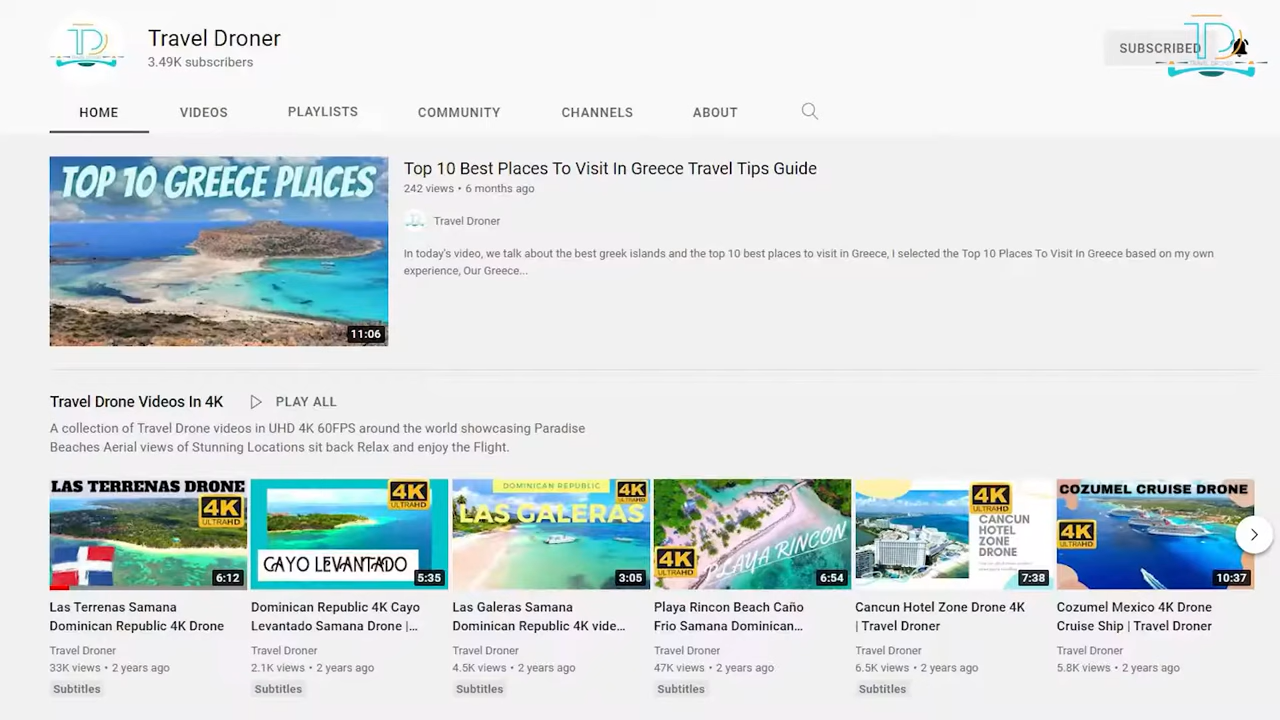 Travel Droner
3.49K subscribers
SUBSCRIBED
HOME VIDEOS PLAYLISTS COMMUNITY CHANNELS ABOUT
TOP 10 GREECE PLACES
11:06
Top 10 Best Places To Visit In Greece Travel Tips Guide
242 views • 6 months ago
Travel Droner
In today's video, we talk about the best greek islands and the top 10 best places to visit in Greece, I selected the Top 10 Places To Visit In Greece based on my own
experience, Our Greece...
Travel Drone Videos In 4K PLAY ALL
A collection of Travel Drone videos in UHD 4K 60FPS around the world showcasing Paradise
Beaches Aerial views of Stunning Locations sit back Relax and enjoy the Flight.
LAS TERRENAS DRONE
4K
ULTRAHD
6:12
Las Terrenas Samana
Dominican Republic 4K Drone
Travel Droner
33K views • 2 years ago
Subtitles
4K
ULTRAHD
CAYO LEVANTADO
5:35
Dominican Republic 4K Cayo
Levantado Samana Drone |...
Travel Droner
2.1K views • 2 years ago
Subtitles
DOMINICAN REPUBLIC
4K
ULTRAHD
LAS GALERAS
3:05
Las Galeras Samana
Dominican Republic 4K vide...
Travel Droner
4.5K views • 2 years ago
Subtitles
PLAYA RINCON
4K
ULTRAHD
6:54
Playa Rincon Beach Caño
Frio Samana Dominican...
Travel Droner
47K views • 2 years ago
Subtitles
4K
ULTRAHD
CANCUN
HOTEL
ZONE
DRONE
7:38
Cancun Hotel Zone Drone 4K
| Travel Droner
Travel Droner
6.5K views • 2 years ago
Subtitles
COZUMEL CRUISE DRONE
4K
ULTRAHD
10:37
Cozumel Mexico 4K Drone
Cruise Ship | Travel Droner
Travel Droner
5.8K views • 2 years ago